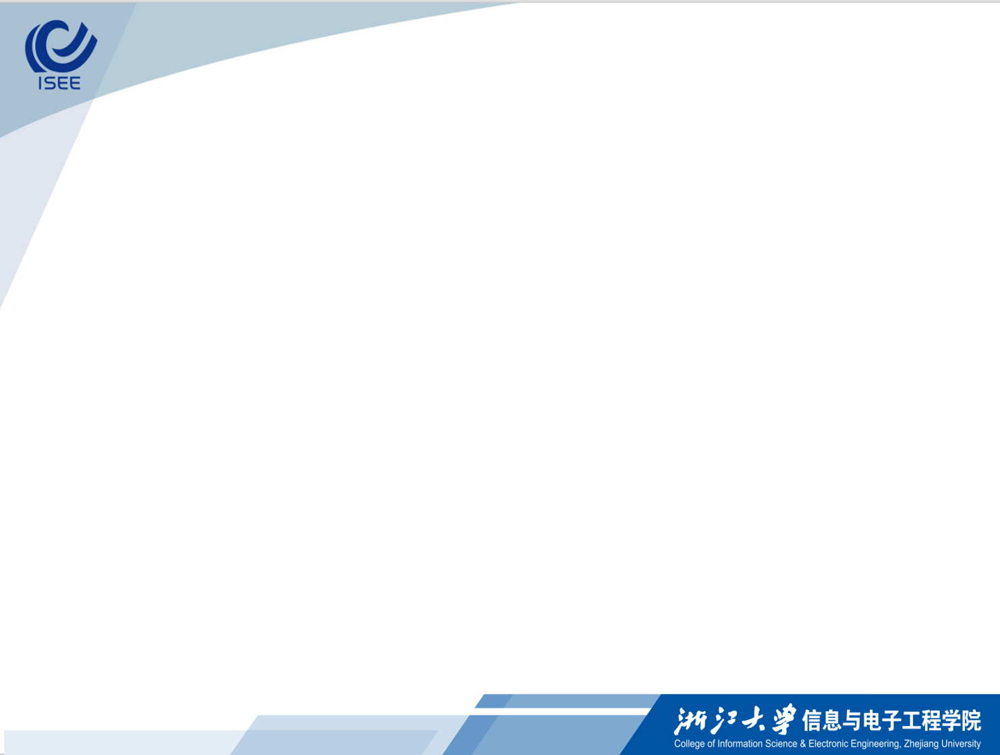 ISEE
浙江大学信息与电子工程学院
College of Information Science & Electronic Engineering, Zhejiang University